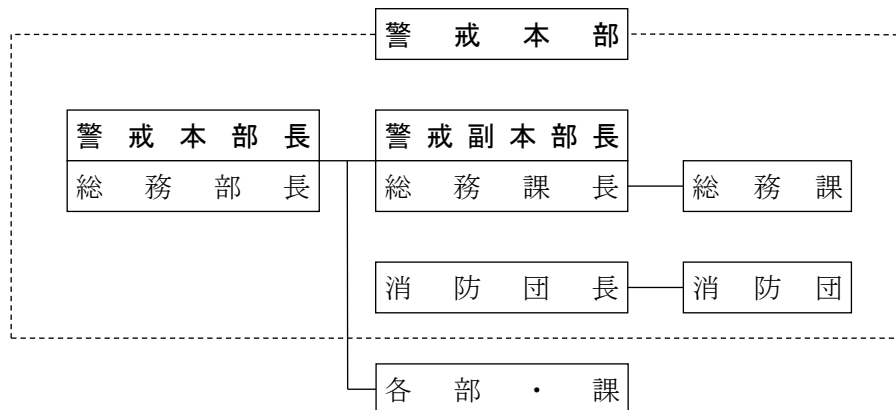 警戒本部
警戒本部長
総務部長
警戒副本部長
総務課長
総務課
消防団長
消防団
各部・課